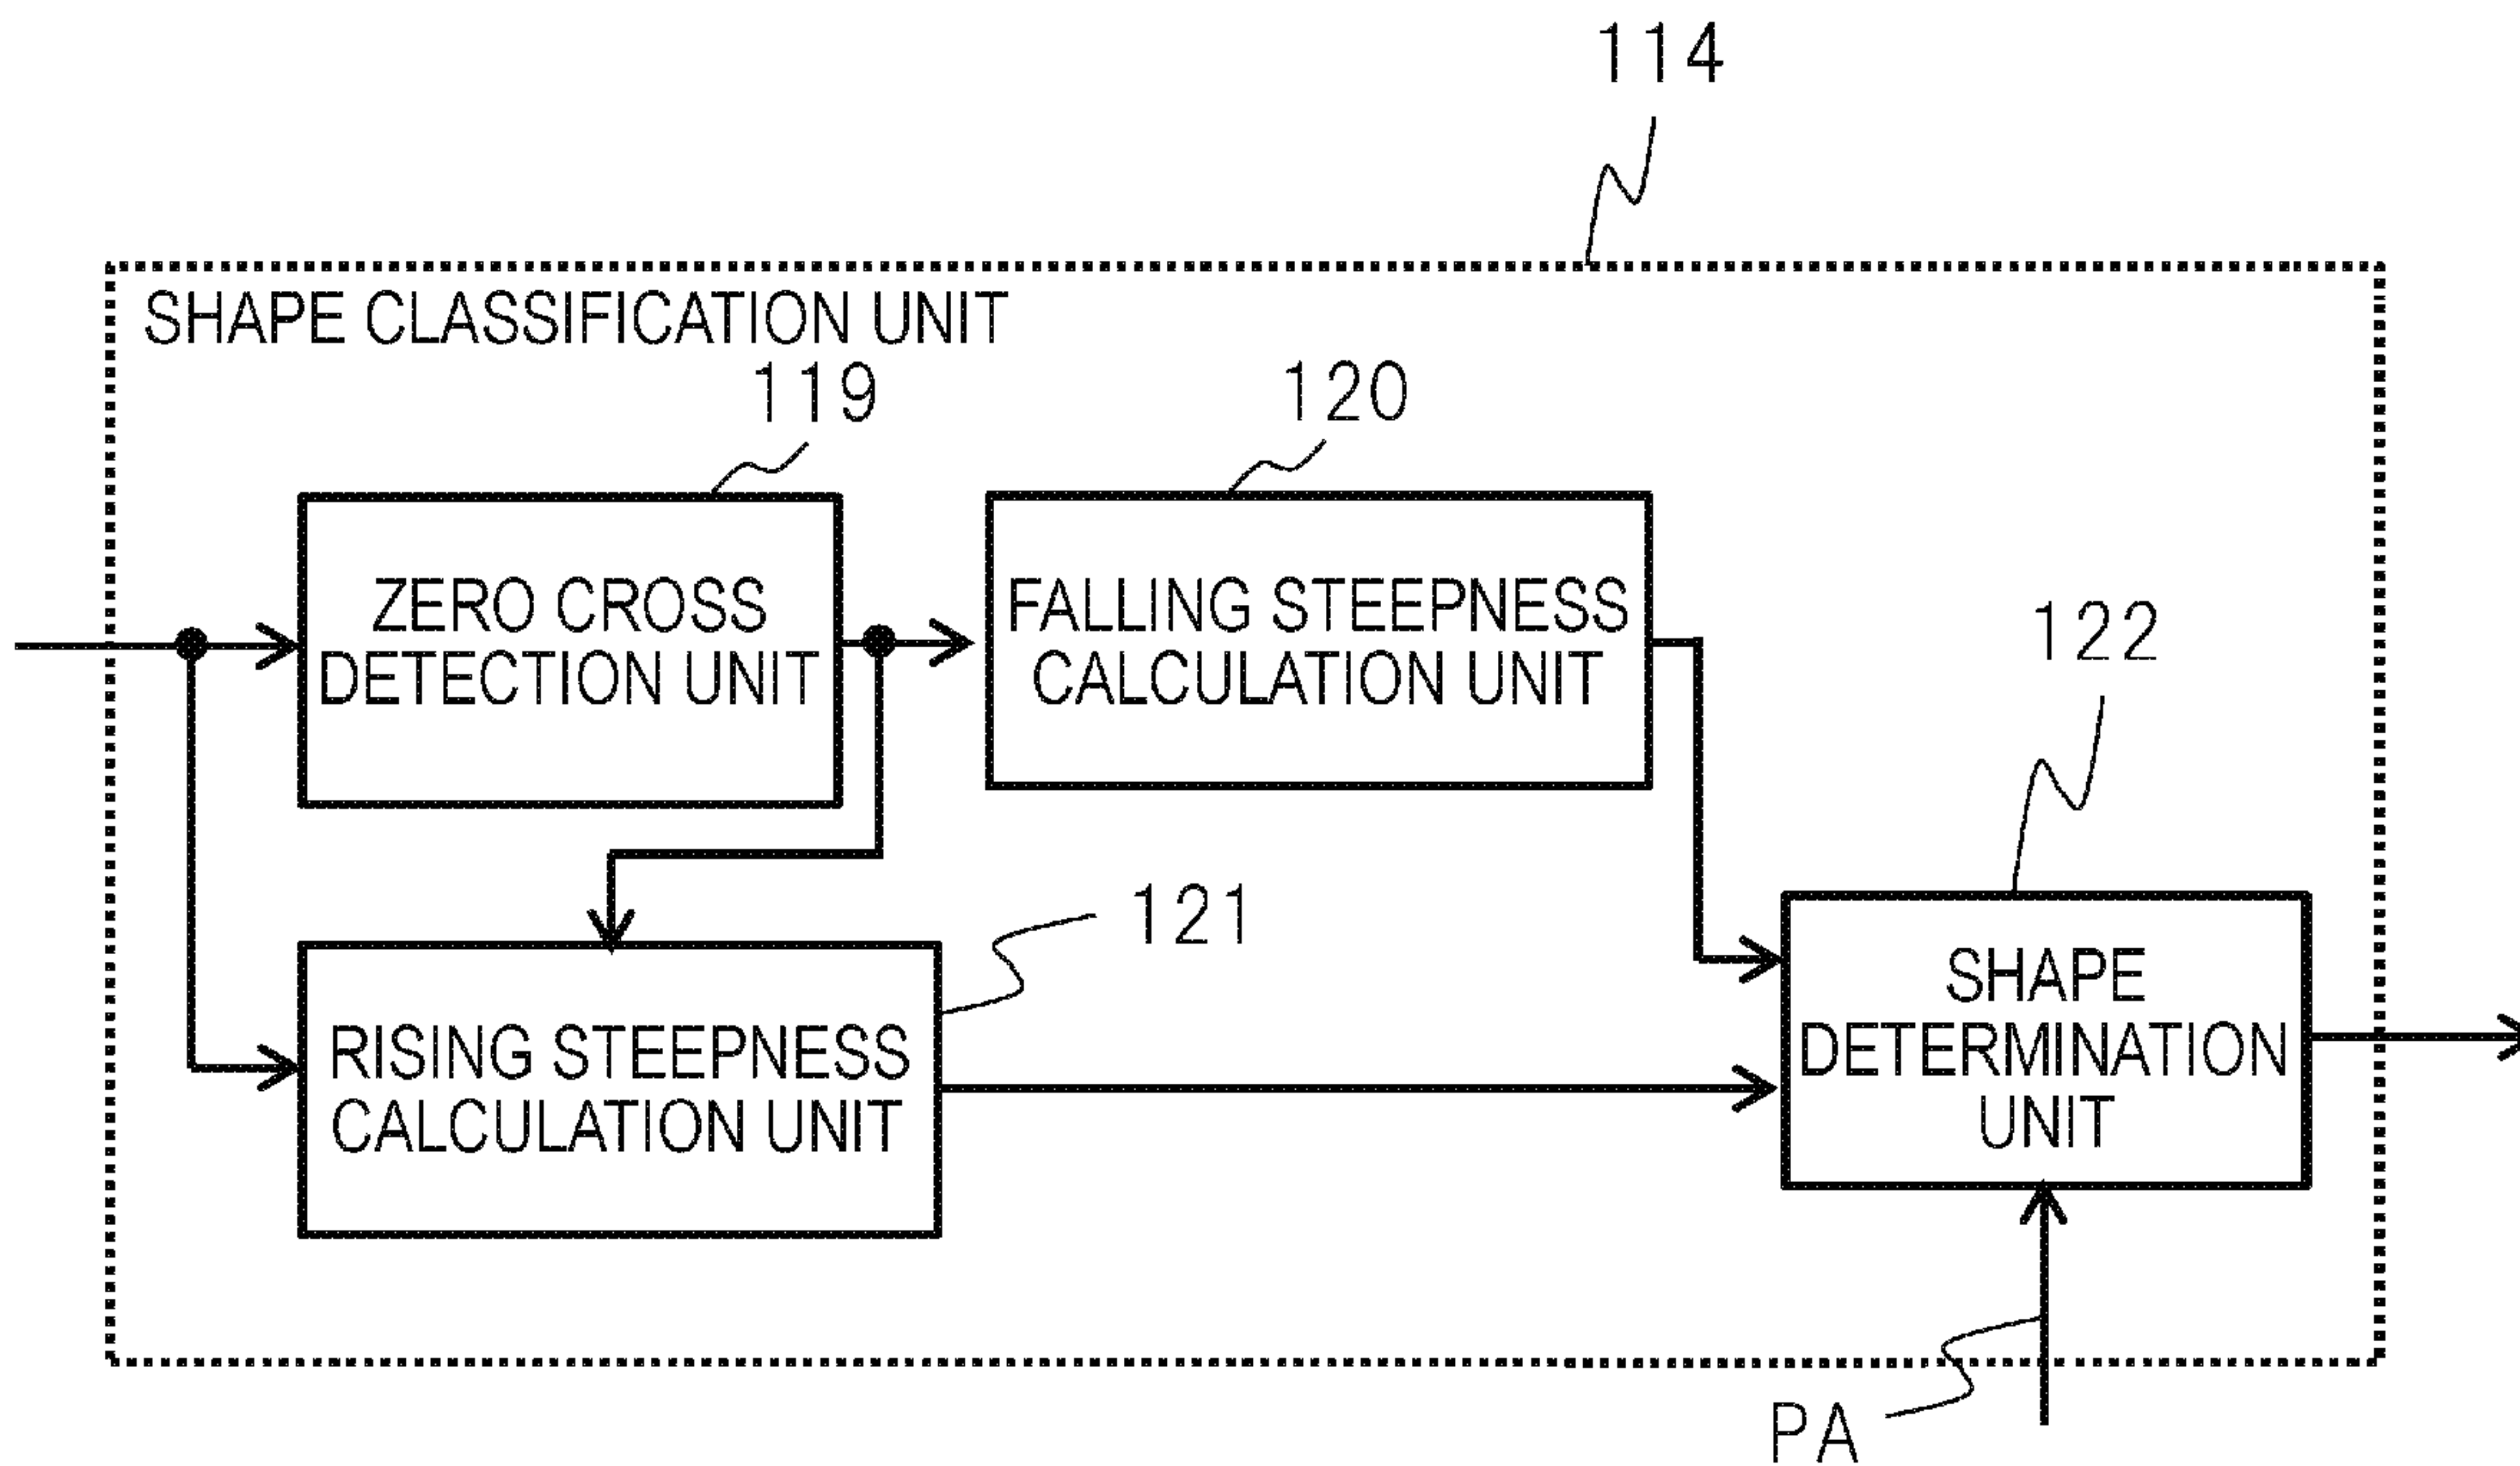 114
SHAPE CLASSIFICATION UNIT
119
120
ZERO CROSS
DETECTION UNIT
FALLING STEEPNESS
CALCULATION UNIT
122
121
RISING STEEPNESS
CALCULATION UNIT
SHAPE
DETERMINATION
UNIT
PA